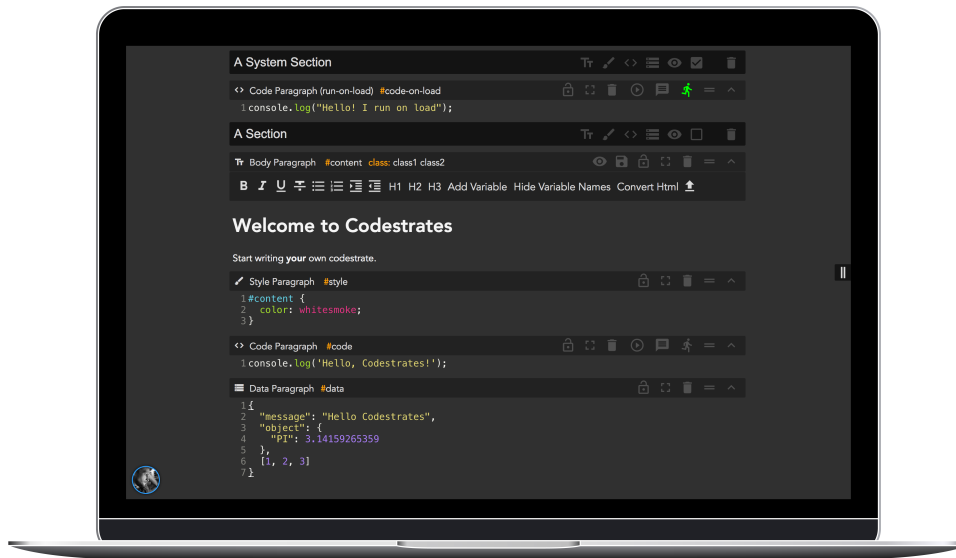 A System Section
<> Code Paragraph (run-on-load) #code-on-load
1 console.log("Hello! I run on load");
A Section
Tт Body Paragraph #content class: class1 class2
B I U T H1 H2 H3 Add Variable Hide Variable Names Convert Html
Welcome to Codestrates
Start writing your own codestrate.
Style Paragraph #style
1 #content {
2   color: whitesmoke;
3 }
<> Code Paragraph #code
1 console.log('Hello, Codestrates!');
Data Paragraph #data
1 {
2   "message": "Hello Codestrates",
3   "object": {
4     "PI": 3.14159265359
5   },
6   [1, 2, 3]
7 }